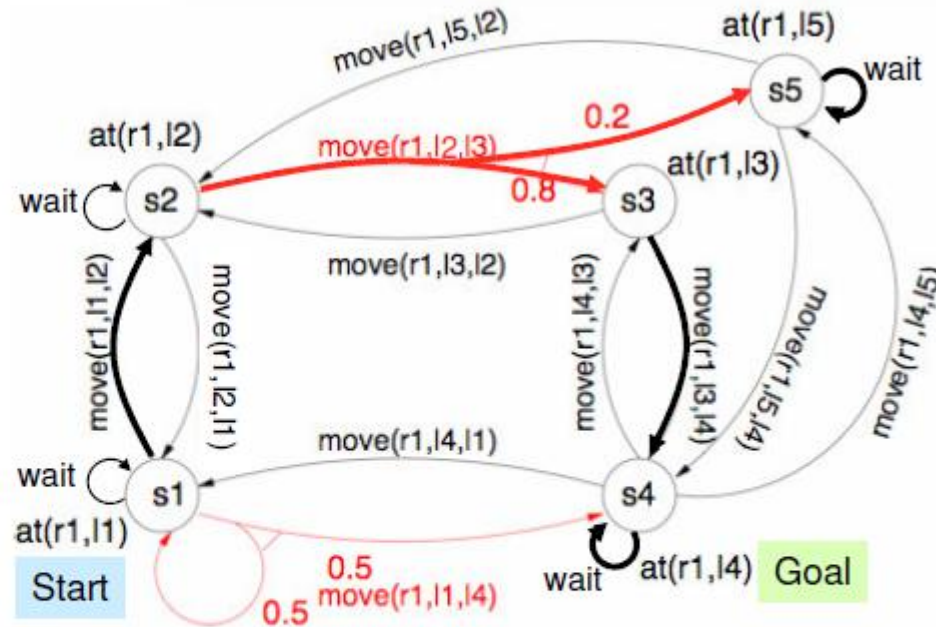 move(r1,l5,l2)
at(r1,l5)
wait
s5
0.2
at(r1,l2)
move(r1,l2,l3)
at(r1,l3)
0.8
wait
s2
s3
move(r1,l3,l2)
move(r1,l1,l2)
move(r1,l2,l1)
move(r1,l4,l3)
move(r1,l3,l4)
move(r1,l5,l4)
move(r1,l4,l5)
move(r1,l4,l1)
wait
s1
s4
at(r1,l1)
0.5
wait
at(r1,l4)
Start
Goal
0.5
move(r1,l1,l4)